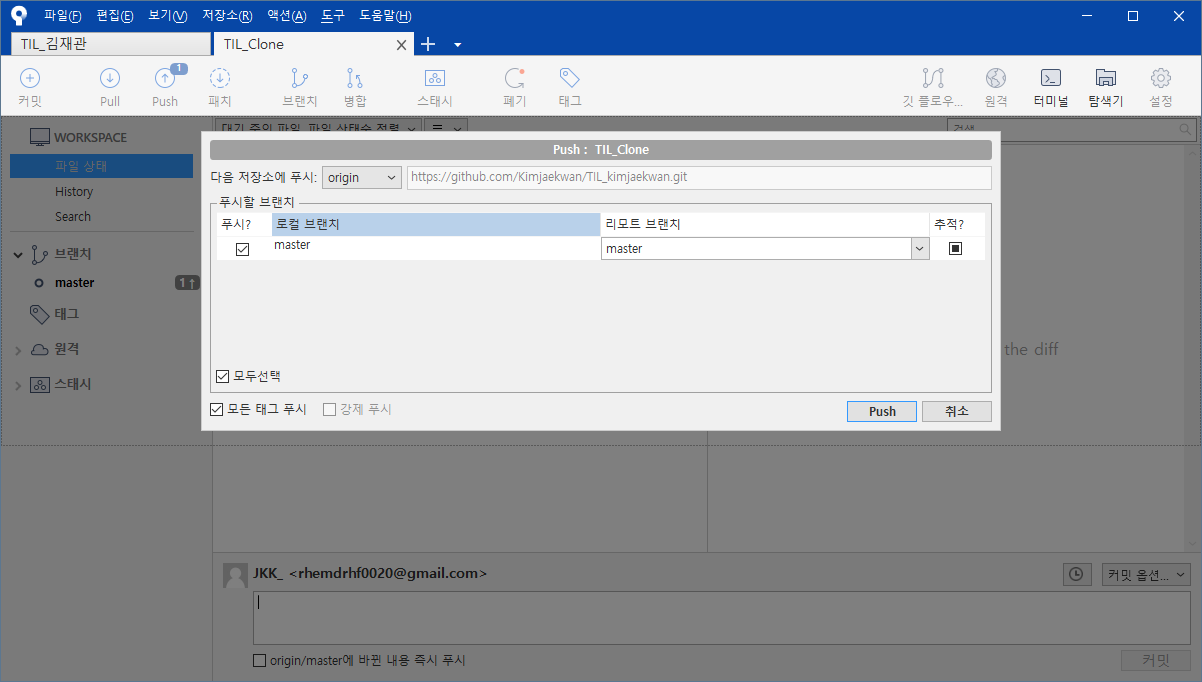 파일(F) 편집(E) 보기(V) 저장소(R) 액션(A) 도구 도움말(H)
TIL_김재관 TIL_Clone
1
커밋 Pull Push 패치 브랜치 병합 스태시 폐기 태그 깃 플로우... 원격 터미널 탐색기 설정
WORKSPACE
파일 상태
History
Search
브랜치
master 1↑
태그
원격
스태시
대기 중인 파일, 파일 상태순 정렬
검색
Push : TIL_Clone
다음 저장소에 푸시: origin https://github.com/Kimjaekwan/TIL_kimjaekwan.git
푸시할 브랜치
푸시? 로컬 브랜치 리모트 브랜치 추적?
master master
모두선택
모든 태그 푸시 강제 푸시 Push 취소
the diff
JKK_ <rhemdrhf0020@gmail.com> 커밋 옵션...
origin/master에 바뀐 내용 즉시 푸시 커밋